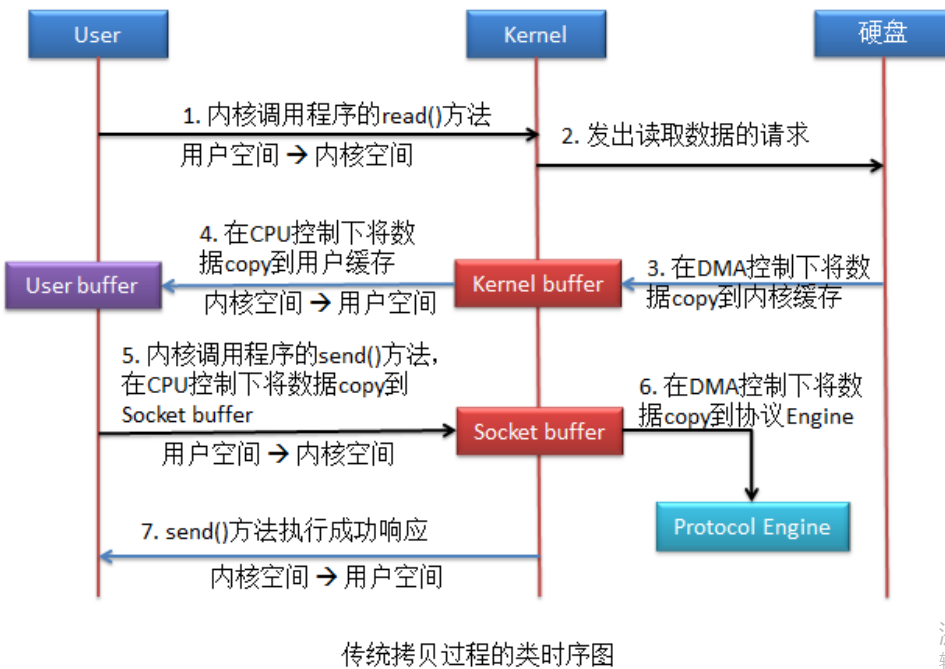 User
Kernel
硬盘
1. 内核调用程序的read()方法
用户空间 → 内核空间
2. 发出读取数据的请求
4. 在CPU控制下将数
据copy到用户缓存
内核空间 → 用户空间
User buffer
Kernel buffer
3. 在DMA控制下将数
据copy到内核缓存
5. 内核调用程序的send()方法，
在CPU控制下将数据copy到
Socket buffer
用户空间 → 内核空间
Socket buffer
6. 在DMA控制下将数
据copy到协议Engine
Protocol Engine
7. send()方法执行成功响应
内核空间 → 用户空间
传统拷贝过程的类时序图